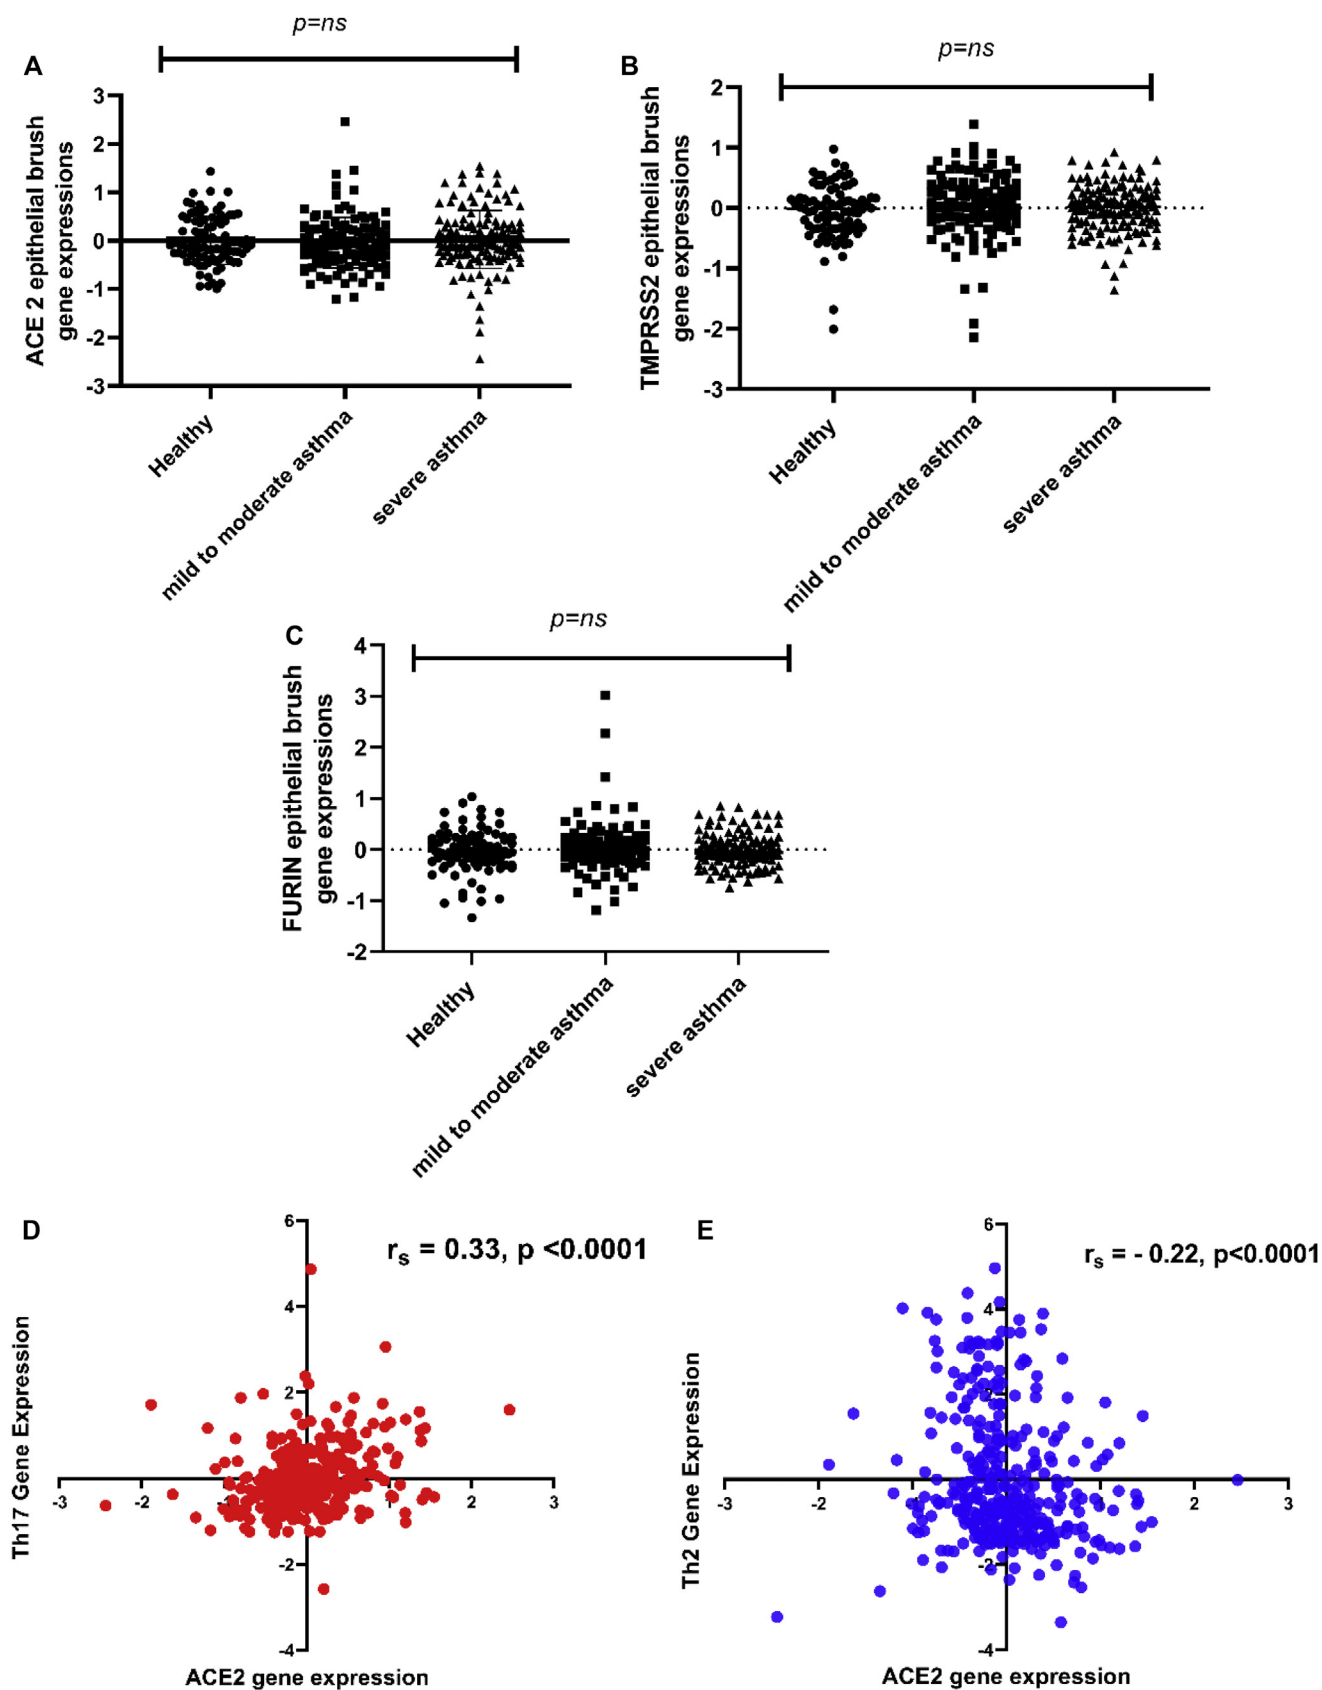 A
p=ns
ACE 2 epithelial brush
gene expressions
3
2
1
0
-1
-2
-3
Healthy
mild to moderate asthma
severe asthma
B
p=ns
TMPRSS2 epithelial brush
gene expressions
2
1
0
-1
-2
-3
Healthy
mild to moderate asthma
severe asthma
C
p=ns
FURIN epithelial brush
gene expressions
4
3
2
1
0
-1
-2
Healthy
mild to moderate asthma
severe asthma
D
rs = 0.33, p <0.0001
Th17 Gene Expression
6
4
2
-2
-4
-3
-2
1
2
3
ACE2 gene expression
E
rs = - 0.22, p<0.0001
Th2 Gene Expression
6
4
-2
-4
-3
-2
2
3
ACE2 gene expression